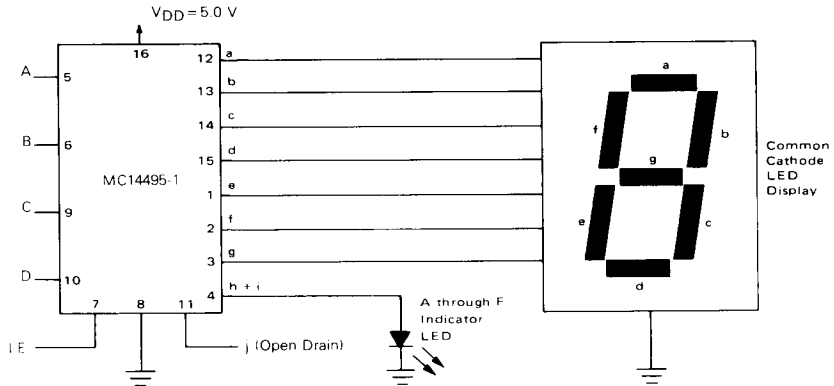 VDD = 5.0 V
16
A
5
B
6
C
9
D
10
MC14495-1
12
a
13
b
14
c
15
d
1
e
2
f
3
g
4
h + i
7
8
11
LE
j (Open Drain)
A through F
Indicator
LED
a
f
b
g
e
c
d
Common
Cathode
LED
Display